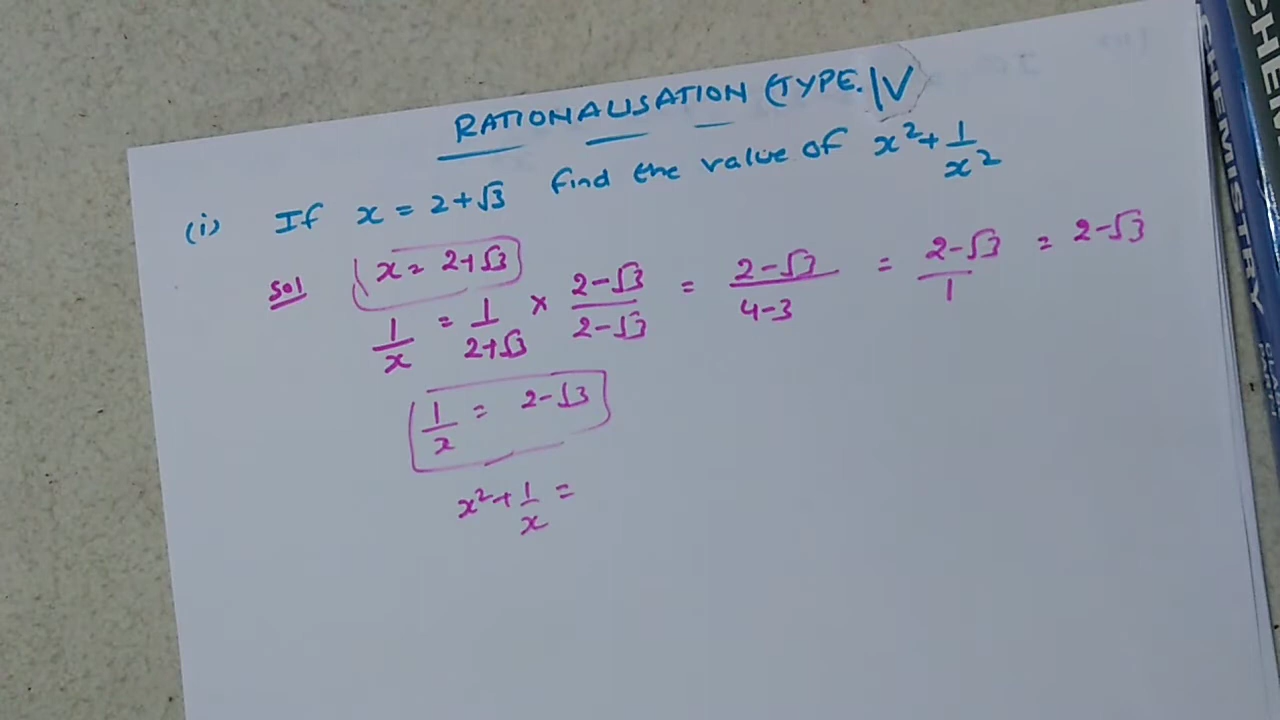 RATIONALISATION (TYPE. IV
(i) If x = 2+√3 find the value of x²+1/x²
Sol x = 2+√3
1/x = 1/2+√3 × 2-√3/2-√3 = 2-√3/4-3 = 2-√3/1 = 2-√3
1/x = 2-√3
x²+1/x =
CHEMISTRY
CHEM